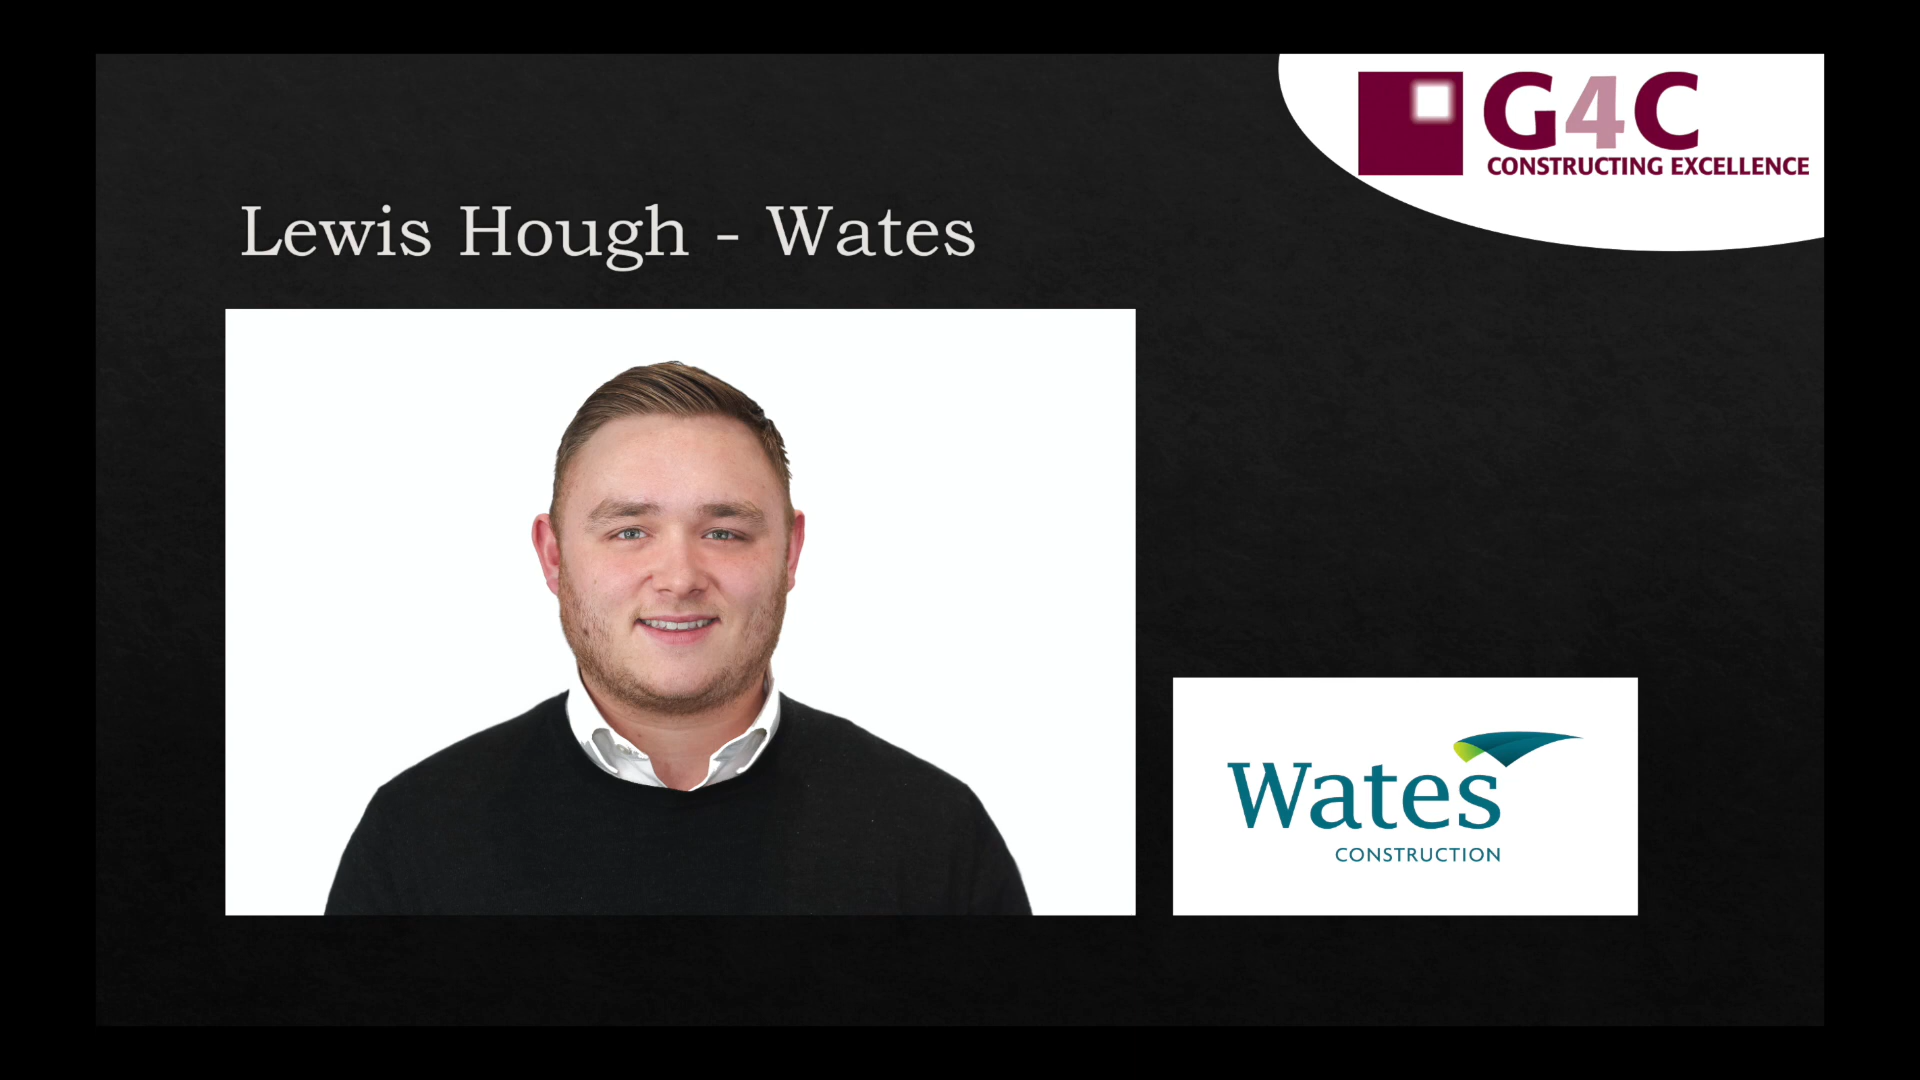 G4C
CONSTRUCTING EXCELLENCE
Lewis Hough - Wates
Wates
CONSTRUCTION